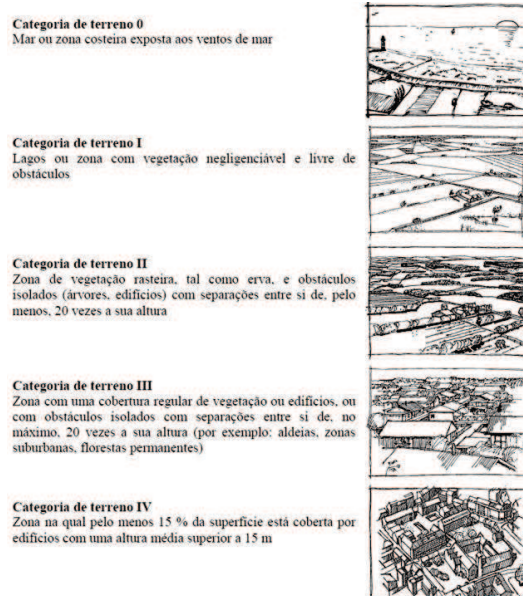 Categoria de terreno 0
Mar ou zona costeira exposta aos ventos de mar
Categoria de terreno I
Lagos ou zona com vegetação negligenciável e livre de
obstáculos
Categoria de terreno II
Zona de vegetação rasteira, tal como erva, e obstáculos
isolados (árvores, edifícios) com separações entre si de, pelo
menos, 20 vezes a sua altura
Categoria de terreno III
Zona com uma cobertura regular de vegetação ou edifícios, ou
com obstáculos isolados com separações entre si de, no
máximo, 20 vezes a sua altura (por exemplo: aldeias, zonas
suburbanas, florestas permanentes)
Categoria de terreno IV
Zona na qual pelo menos 15 % da superfície está coberta por
edifícios com uma altura média superior a 15 m